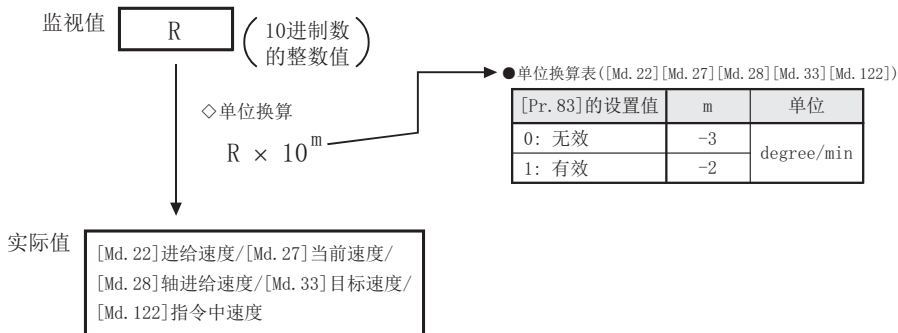 监视值
R
10进制数
的整数值
●单位换算表([Md.22][Md.27][Md.28][Md.33][Md.122])
[Pr.83]的设置值 m 单位
0: 无效 -3
degree/min
1: 有效 -2
◇单位换算
R × 10^m
实际值
[Md.22]进给速度/[Md.27]当前速度/
[Md.28]轴进给速度/[Md.33]目标速度/
[Md.122]指令中速度